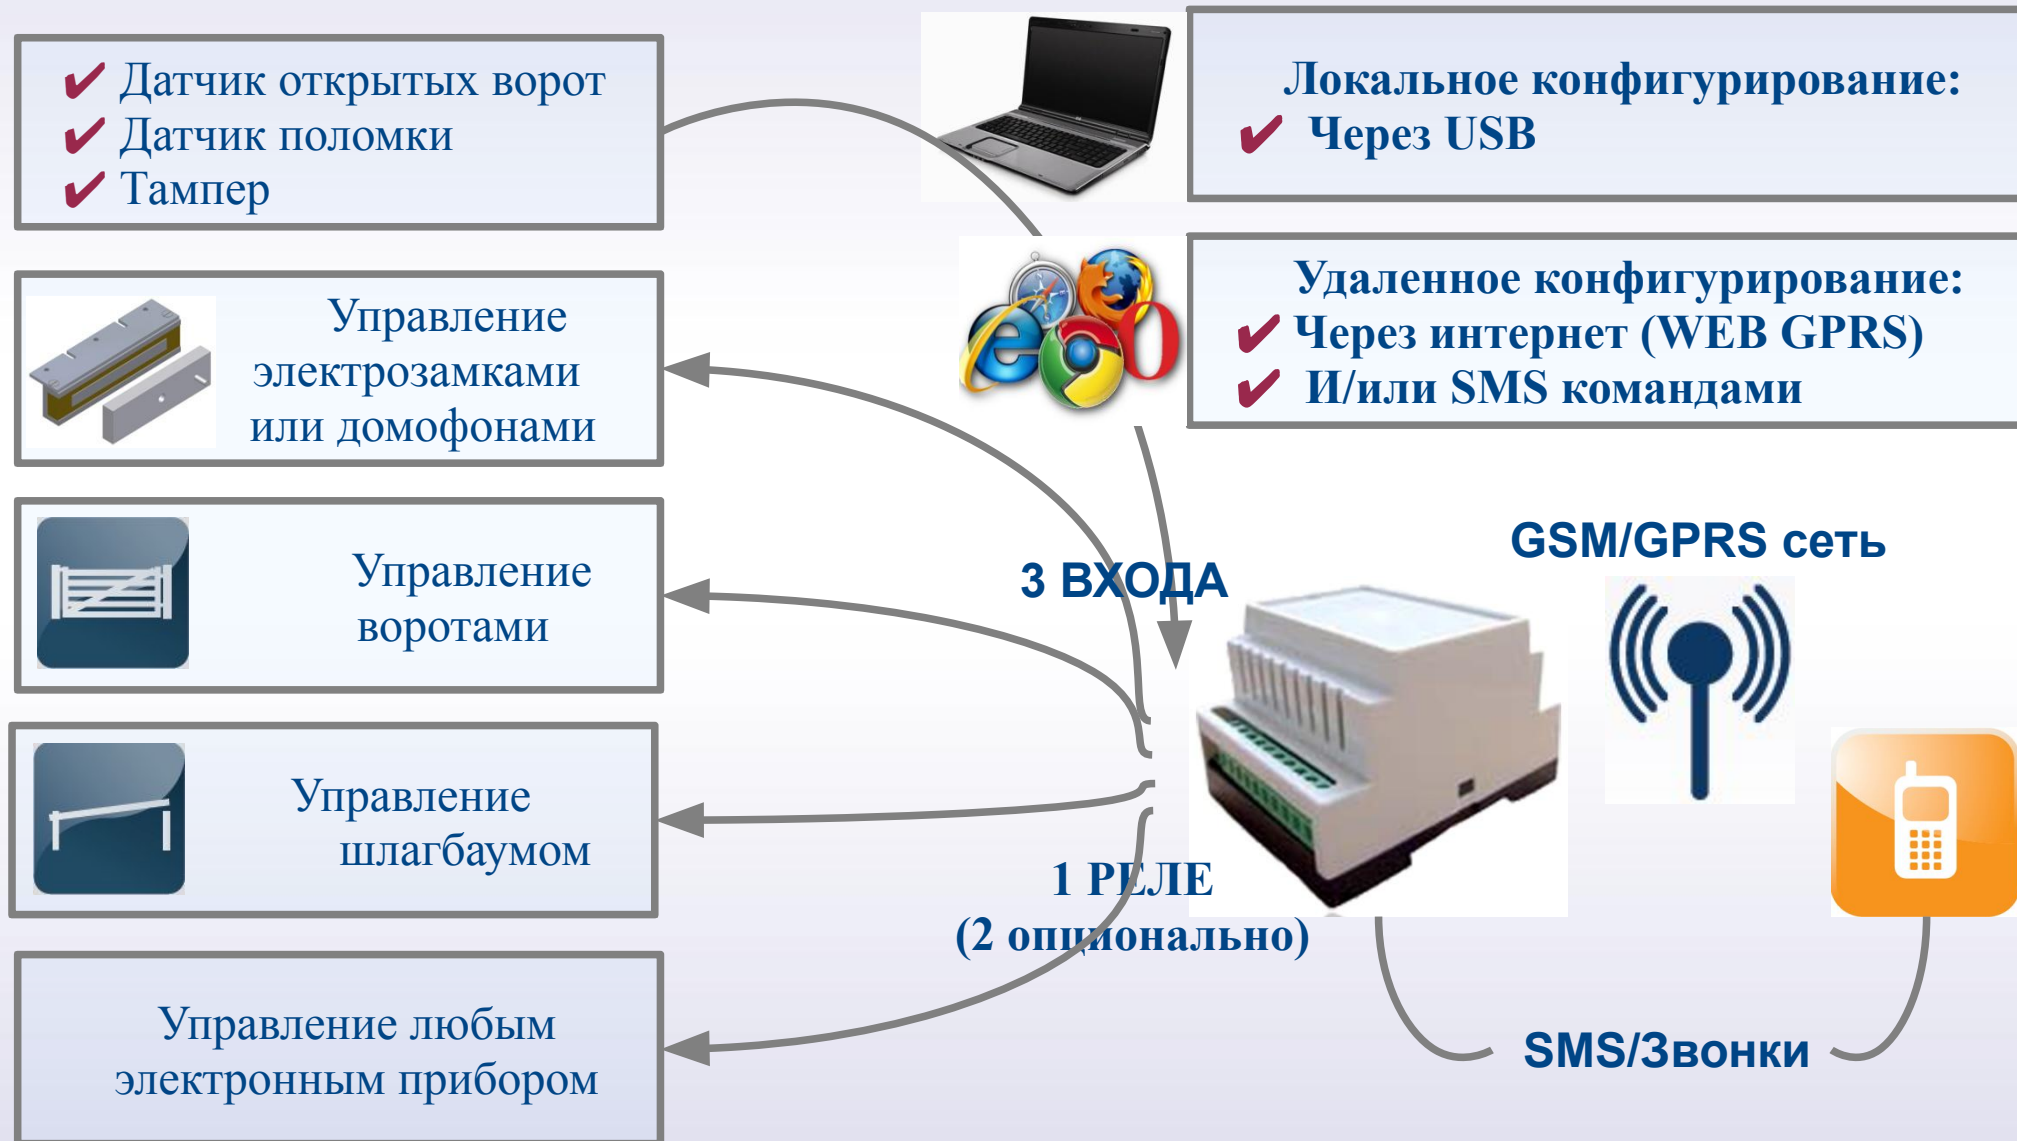 Датчик открытых ворот
Датчик поломки
Тампер
Локальное конфигурирование:
Через USB
Удаленное конфигурирование:
Через интернет (WEB GPRS)
И/или SMS командами
Управление
электрозамками
или домофонами
Управление
воротами
3 ВХОДА
GSM/GPRS сеть
Управление
шлагбаумом
1 РЕЛЕ
(2 опционально)
Управление любым
электронным прибором
SMS/Звонки